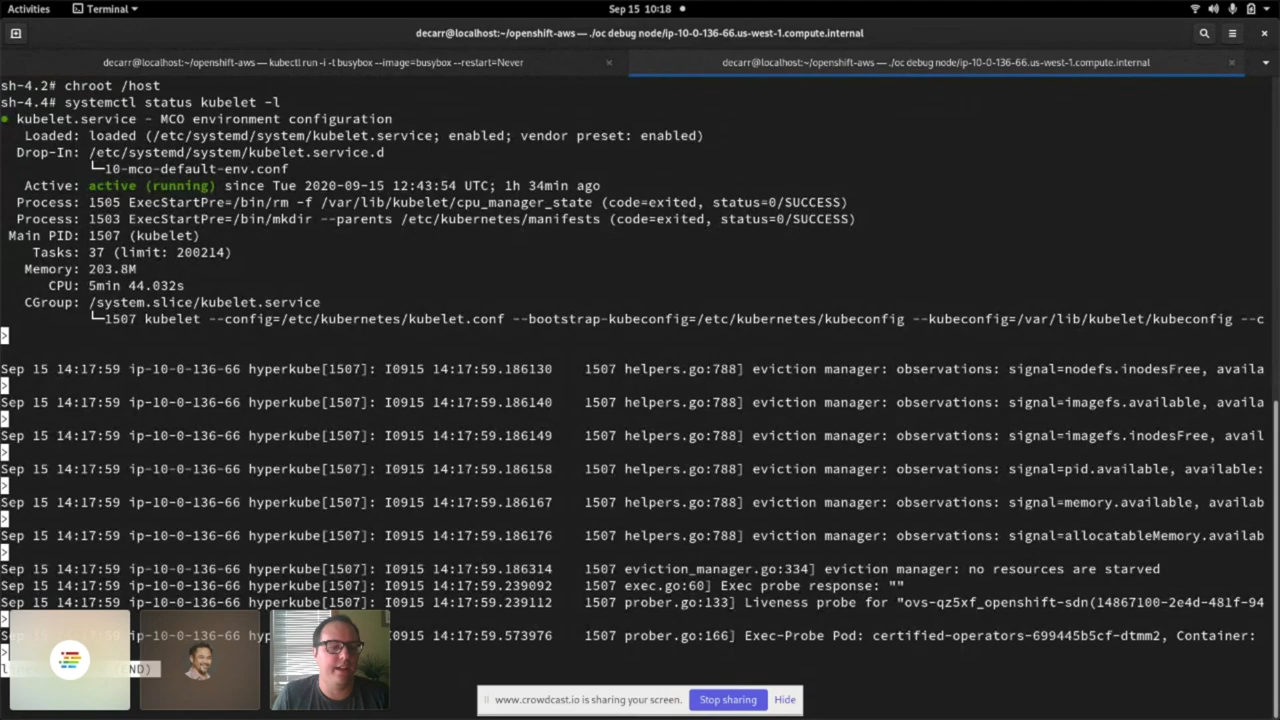 Activities Terminal Sep 15 10:18
decarr@localhost:~/openshift-aws — ./oc debug node/ip-10-0-136-66.us-west-1.compute.internal
decarr@localhost:~/openshift-aws — kubectl run -i -t busybox --image=busybox --restart=Never
decarr@localhost:~/openshift-aws — ./oc debug node/ip-10-0-136-66.us-west-1.compute.internal
sh-4.2# chroot /host
sh-4.4# systemctl status kubelet -l
● kubelet.service - MCO environment configuration
Loaded: loaded (/etc/systemd/system/kubelet.service; enabled; vendor preset: enabled)
Drop-In: /etc/systemd/system/kubelet.service.d
└─10-mco-default-env.conf
Active: active (running) since Tue 2020-09-15 12:43:54 UTC; 1h 34min ago
Process: 1505 ExecStartPre=/bin/rm -f /var/lib/kubelet/cpu_manager_state (code=exited, status=0/SUCCESS)
Process: 1503 ExecStartPre=/bin/mkdir --parents /etc/kubernetes/manifests (code=exited, status=0/SUCCESS)
Main PID: 1507 (kubelet)
Tasks: 37 (limit: 200214)
Memory: 203.8M
CPU: 5min 44.032s
CGroup: /system.slice/kubelet.service
└─1507 kubelet --config=/etc/kubernetes/kubelet.conf --bootstrap-kubeconfig=/etc/kubernetes/kubeconfig --kubeconfig=/var/lib/kubelet/kubeconfig --c
>
Sep 15 14:17:59 ip-10-0-136-66 hyperkube[1507]: I0915 14:17:59.186130 1507 helpers.go:788] eviction manager: observations: signal=nodefs.inodesFree, availa
>
Sep 15 14:17:59 ip-10-0-136-66 hyperkube[1507]: I0915 14:17:59.186140 1507 helpers.go:788] eviction manager: observations: signal=imagefs.available, availa
>
Sep 15 14:17:59 ip-10-0-136-66 hyperkube[1507]: I0915 14:17:59.186149 1507 helpers.go:788] eviction manager: observations: signal=imagefs.inodesFree, avail
>
Sep 15 14:17:59 ip-10-0-136-66 hyperkube[1507]: I0915 14:17:59.186158 1507 helpers.go:788] eviction manager: observations: signal=pid.available, available:
>
Sep 15 14:17:59 ip-10-0-136-66 hyperkube[1507]: I0915 14:17:59.186167 1507 helpers.go:788] eviction manager: observations: signal=memory.available, availab
>
Sep 15 14:17:59 ip-10-0-136-66 hyperkube[1507]: I0915 14:17:59.186176 1507 helpers.go:788] eviction manager: observations: signal=allocatableMemory.availab
>
Sep 15 14:17:59 ip-10-0-136-66 hyperkube[1507]: I0915 14:17:59.186314 1507 eviction_manager.go:334] eviction manager: no resources are starved
Sep 15 14:17:59 ip-10-0-136-66 hyperkube[1507]: I0915 14:17:59.239092 1507 exec.go:60] Exec probe response: ""
Sep 15 14:17:59 ip-10-0-136-66 hyperkube[1507]: I0915 14:17:59.239112 1507 prober.go:133] Liveness probe for "ovs-qz5xf_openshift-sdn(14867100-2e4d-481f-94
>
14:17:59.573976 1507 prober.go:166] Exec-Probe Pod: certified-operators-699445b5cf-dtmm2, Container:
>
www.crowdcast.io is sharing your screen. Stop sharing Hide